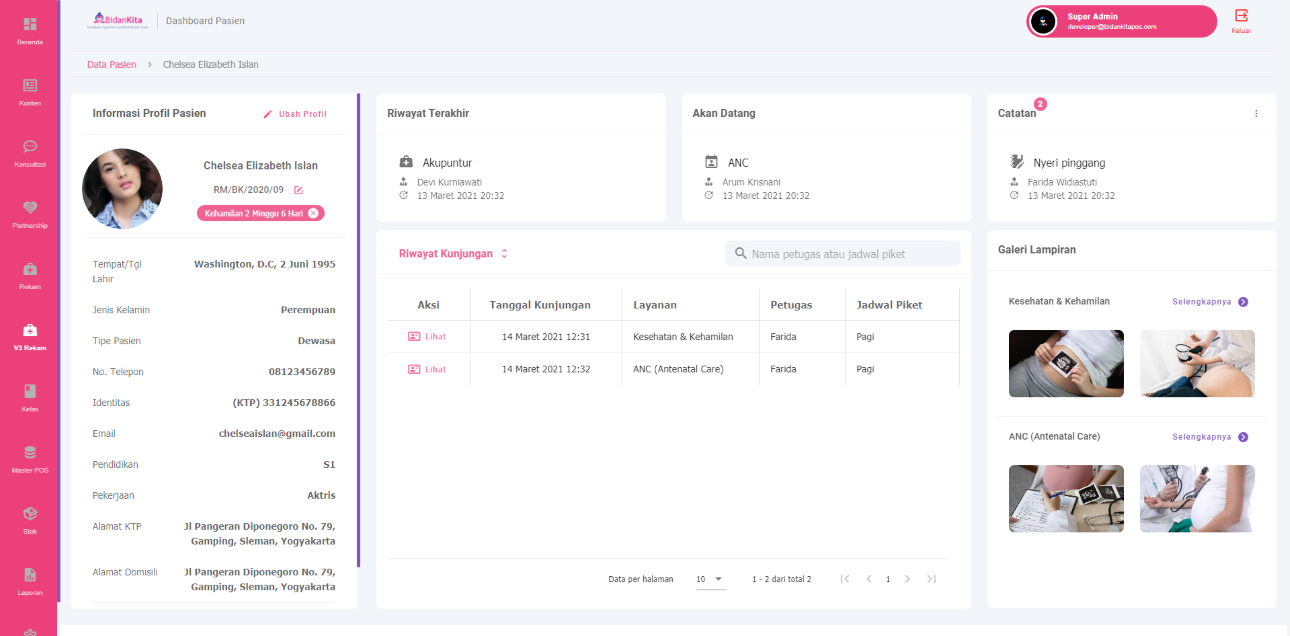 Beranda
Konten
Konsultasi
Partnership
Rekam
V3 Rekam
Kelas
Master POS
Stok
Laporan
BidanKita
Dashboard Pasien
Super Admin
developer@bidankitapos.com
Keluar
Data Pasien > Chelsea Elizabeth Islan
Informasi Profil Pasien
Ubah Profil
Chelsea Elizabeth Islan
RM/BK/2020/09
Kehamilan 2 Minggu 6 Hari
Tempat/Tgl Lahir
Washington, D.C, 2 Juni 1995
Jenis Kelamin
Perempuan
Tipe Pasien
Dewasa
No. Telepon
08123456789
Identitas
(KTP) 331245678866
Email
chelseaislan@gmail.com
Pendidikan
S1
Pekerjaan
Aktris
Alamat KTP
Jl Pangeran Diponegoro No. 79,
Gamping, Sleman, Yogyakarta
Alamat Domisili
Jl Pangeran Diponegoro No. 79,
Gamping, Sleman, Yogyakarta
Riwayat Terakhir
Akupuntur
Devi Kurniawati
13 Maret 2021 20:32
Akan Datang
ANC
Arum Krisnani
13 Maret 2021 20:32
Catatan
2
Nyeri pinggang
Farida Widiastuti
13 Maret 2021 20:32
Riwayat Kunjungan
Nama petugas atau jadwal piket
Aksi Tanggal Kunjungan Layanan Petugas Jadwal Piket
Lihat 14 Maret 2021 12:31 Kesehatan & Kehamilan Farida Pagi
Lihat 14 Maret 2021 12:32 ANC (Antenatal Care) Farida Pagi
Data per halaman 10 1 - 2 dari total 2 1
Galeri Lampiran
Kesehatan & Kehamilan
Selengkapnya
ANC (Antenatal Care)
Selengkapnya